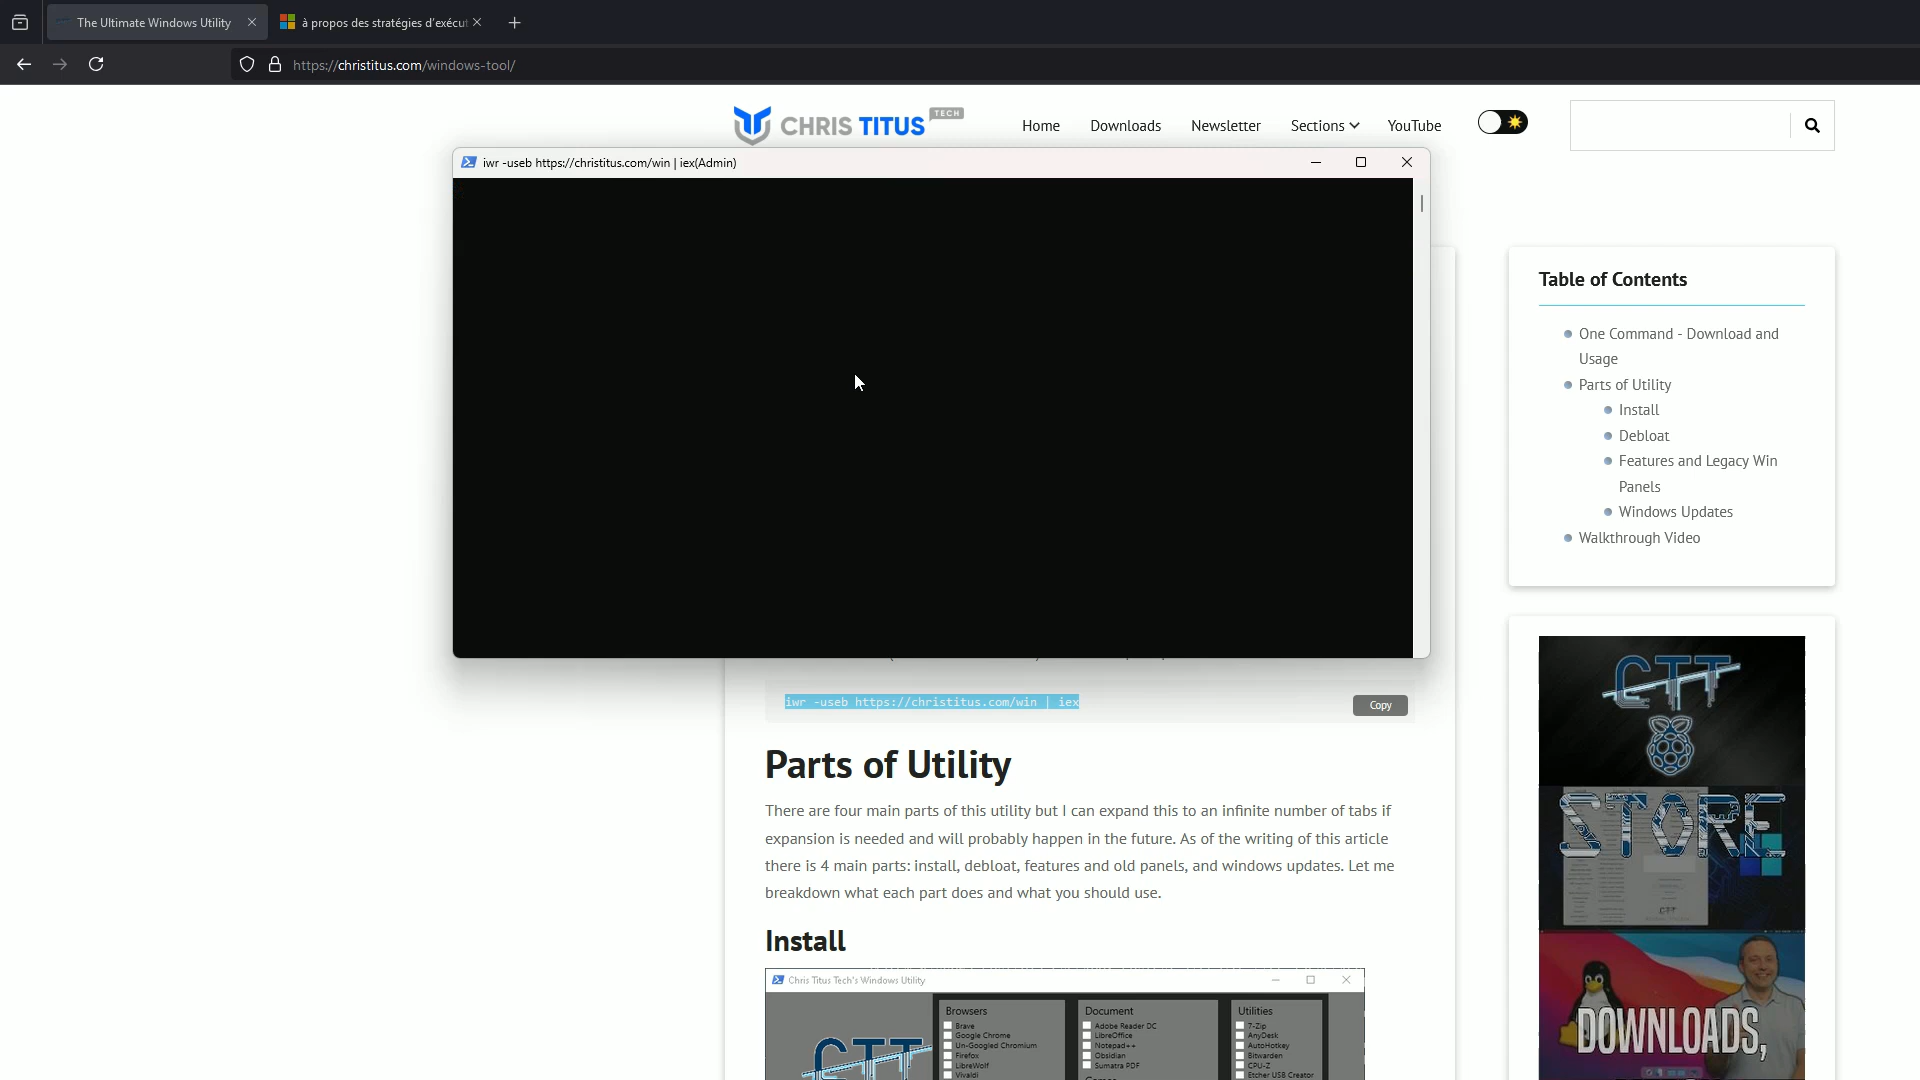 The Ultimate Windows Utility
à propos des stratégies d'exécut
https://christitus.com/windows-tool/
CHRIS TITUS TECH
Home
Downloads
Newsletter
Sections
YouTube
iwr -useb https://christitus.com/win | iex(Admin)
Table of Contents
One Command - Download and
Usage
Parts of Utility
Install
Debloat
Features and Legacy Win
Panels
Windows Updates
Walkthrough Video
iwr -useb https://christitus.com/win | iex
Copy
Parts of Utility
There are four main parts of this utility but I can expand this to an infinite number of tabs if
expansion is needed and will probably happen in the future. As of the writing of this article
there is 4 main parts: install, debloat, features and old panels, and windows updates. Let me
breakdown what each part does and what you should use.
Install
Chris Titus Tech's Windows Utility
CTT
Browsers
Brave
Google Chrome
Un-Googled Chromium
Firefox
LibreWolf
Vivaldi
Document
Adobe Reader DC
LibreOffice
Notepad++
Obsidian
Sumatra PDF
Utilities
7-Zip
AnyDesk
AutoHotkey
Bitwarden
CPU-Z
Etcher USB Creator
CTT
STORE
DOWNLOADS,